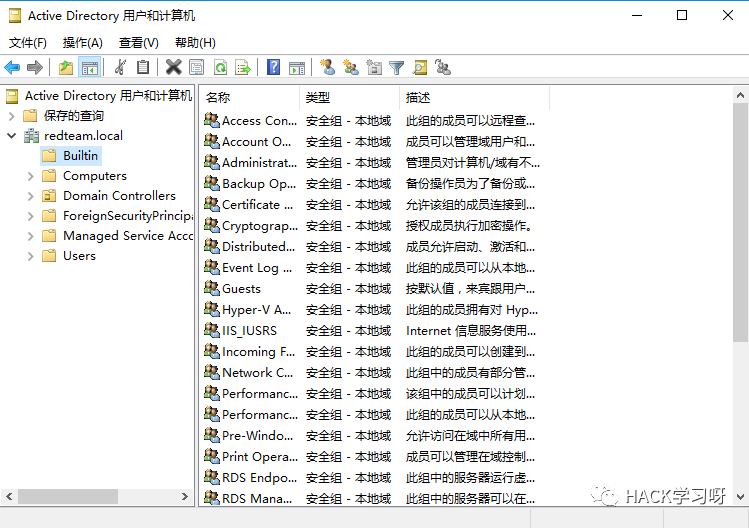 Active Directory 用户和计算机
文件(F) 操作(A) 查看(V) 帮助(H)
Active Directory 用户和计算机
保存的查询
redteam.local
Builtin
Computers
Domain Controllers
ForeignSecurityPrincipa
Managed Service Acco
Users
名称 类型 描述
Access Con... 安全组 - 本地域 此组的成员可以远程查...
Account O... 安全组 - 本地域 成员可以管理域用户和...
Administrat... 安全组 - 本地域 管理员对计算机/域有不...
Backup Op... 安全组 - 本地域 备份操作员为了备份或...
Certificate ... 安全组 - 本地域 允许该组的成员连接到...
Cryptograp... 安全组 - 本地域 授权成员执行加密操作。
Distributed... 安全组 - 本地域 成员允许启动、激活和...
Event Log ... 安全组 - 本地域 此组的成员可以从本地...
Guests 安全组 - 本地域 按默认值，来宾跟用户...
Hyper-V A... 安全组 - 本地域 此组的成员拥有对 Hyp...
IIS_IUSRS 安全组 - 本地域 Internet 信息服务使用...
Incoming F... 安全组 - 本地域 此组的成员可以创建到...
Network C... 安全组 - 本地域 此组中的成员有部分管...
Performanc... 安全组 - 本地域 该组中的成员可以计划...
Performanc... 安全组 - 本地域 此组的成员可以从本地...
Pre-Windo... 安全组 - 本地域 允许访问在域中所有用...
Print Opera... 安全组 - 本地域 成员可以管理在域控制...
RDS Endpo... 安全组 - 本地域 此组中的服务器运行虚...
RDS Mana... 安全组 - 本地域 此组中的服务器可以在...
HACK学习呀